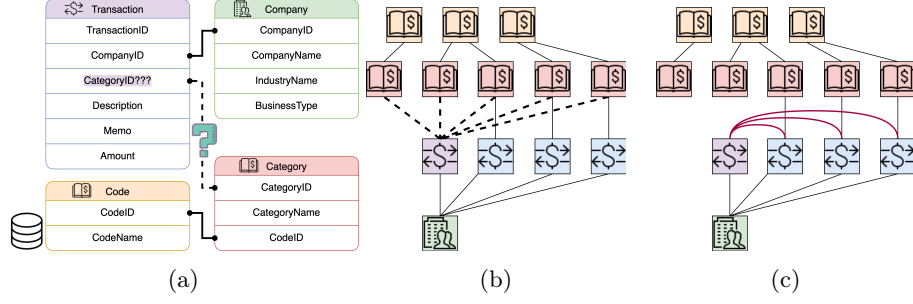 Transaction
TransactionID
CompanyID
CategoryID???
Description
Memo
Amount
Company
CompanyID
CompanyName
IndustryName
BusinessType
?
Code
CodeID
CodeName
Category
CategoryID
CategoryName
CodeID
(a)
(b)
(c)